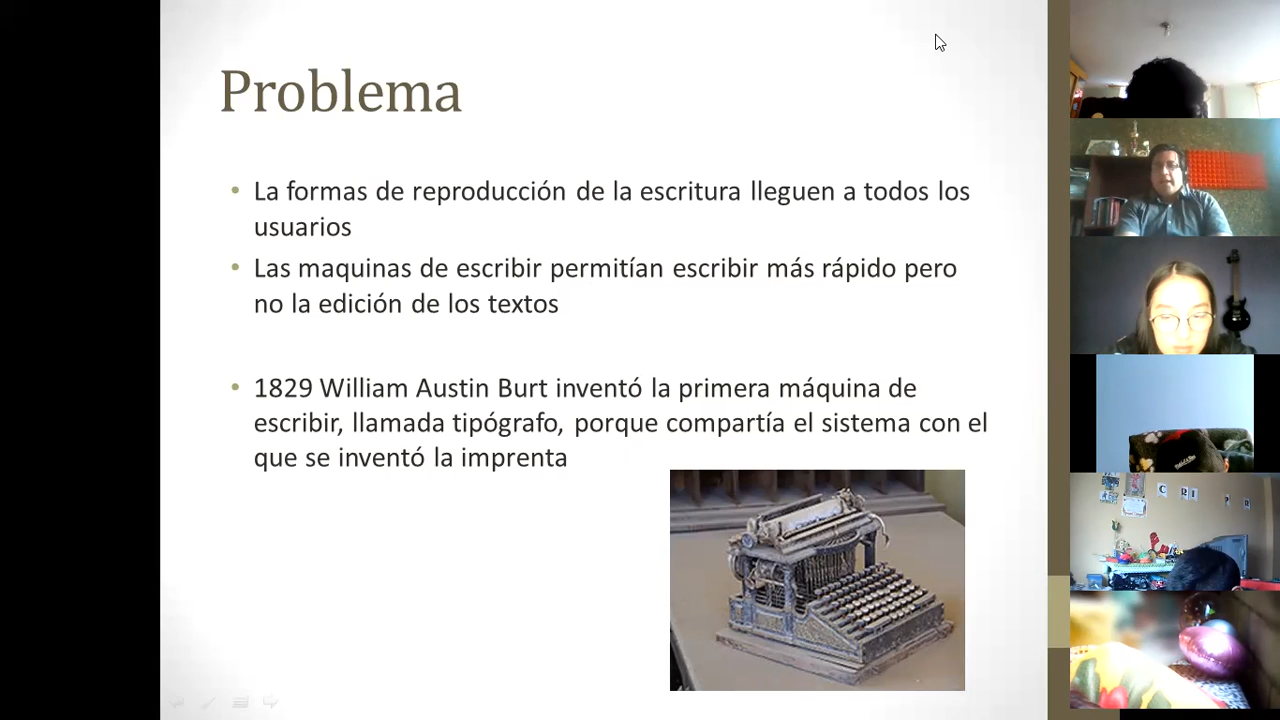 Problema
• La formas de reproducción de la escritura lleguen a todos los
usuarios
• Las maquinas de escribir permitían escribir más rápido pero
no la edición de los textos
• 1829 William Austin Burt inventó la primera máquina de
escribir, llamada tipógrafo, porque compartía el sistema con el
que se inventó la imprenta
C R I